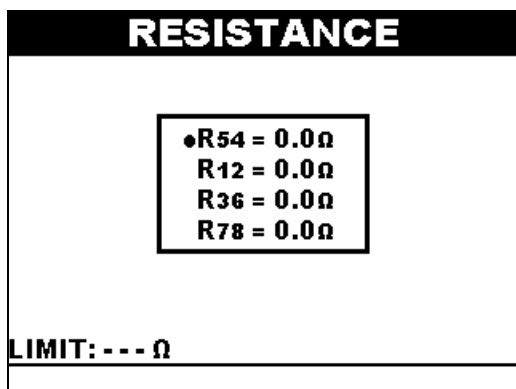 RESISTANCE
●R54 = 0.0Ω
R12 = 0.0Ω
R36 = 0.0Ω
R78 = 0.0Ω
LIMIT: - - - Ω